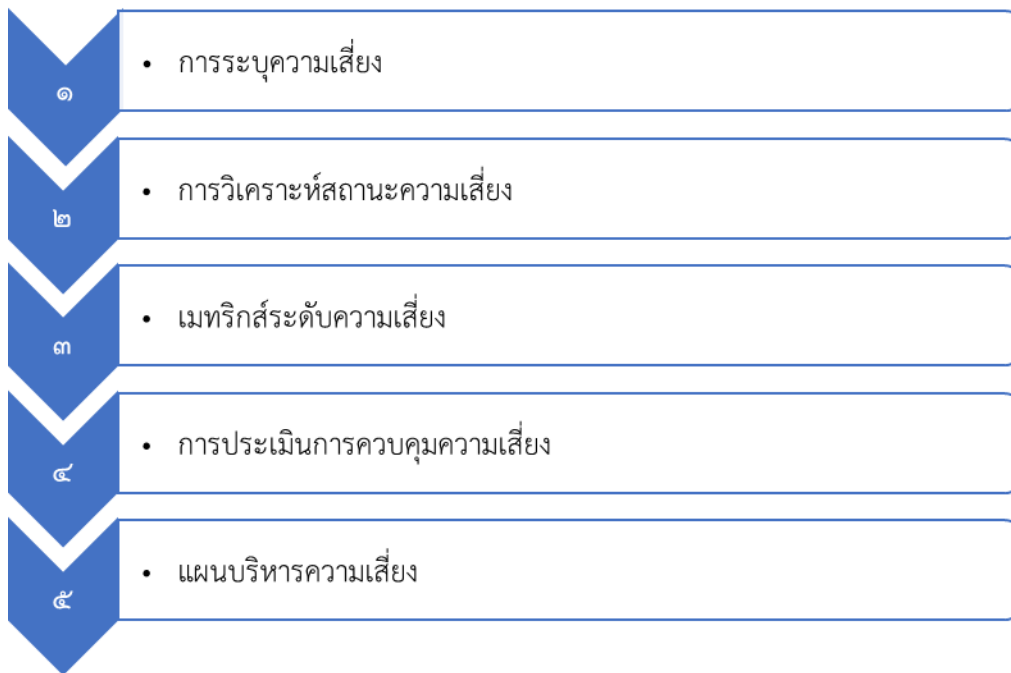 ๑
• การระบุความเสี่ยง
๒
• การวิเคราะห์สถานะความเสี่ยง
๓
• เมทริกส์ระดับความเสี่ยง
๔
• การประเมินการควบคุมความเสี่ยง
๕
• แผนบริหารความเสี่ยง